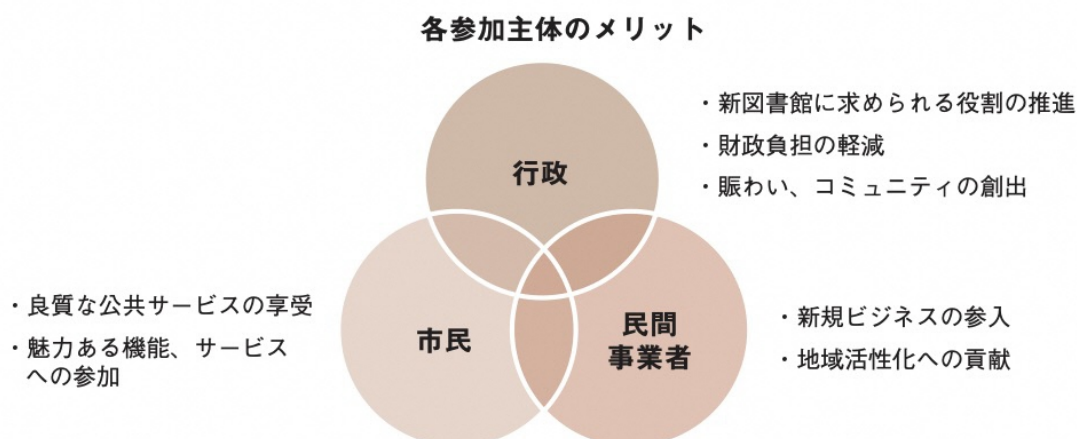 各参加主体のメリット
行政
・新図書館に求められる役割の推進
・財政負担の軽減
・賑わい、コミュニティの創出
・良質な公共サービスの享受
・魅力ある機能、サービス
への参加
市民
民間
事業者
・新規ビジネスの参入
・地域活性化への貢献